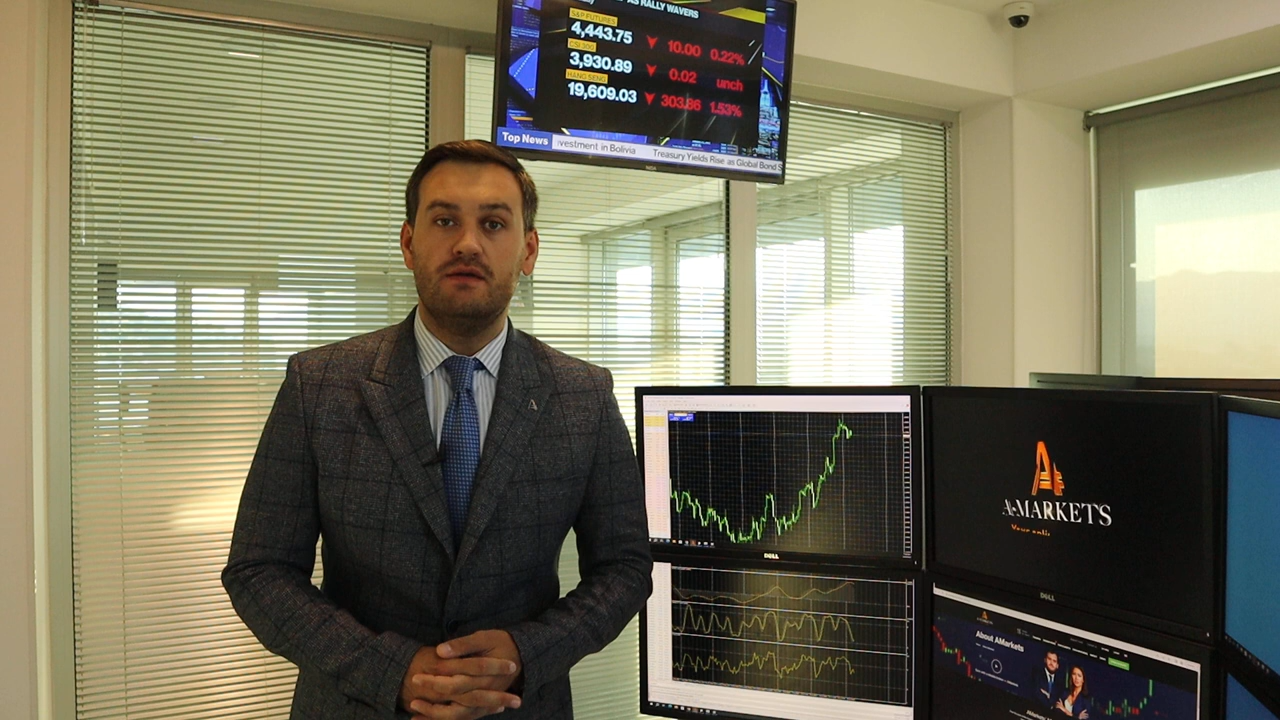 AS RALLY WAVERS
S&P FUTURES
4,443.75 10.00 0.22%
CSI 300
3,930.89 0.02 unch
HANG SENG
19,609.03 303.86 1.53%
Top News vestment in Bolivia Treasury Yields Rise as Global Bond S
A
AMARKETS
DELL
DELL
About AMarkets